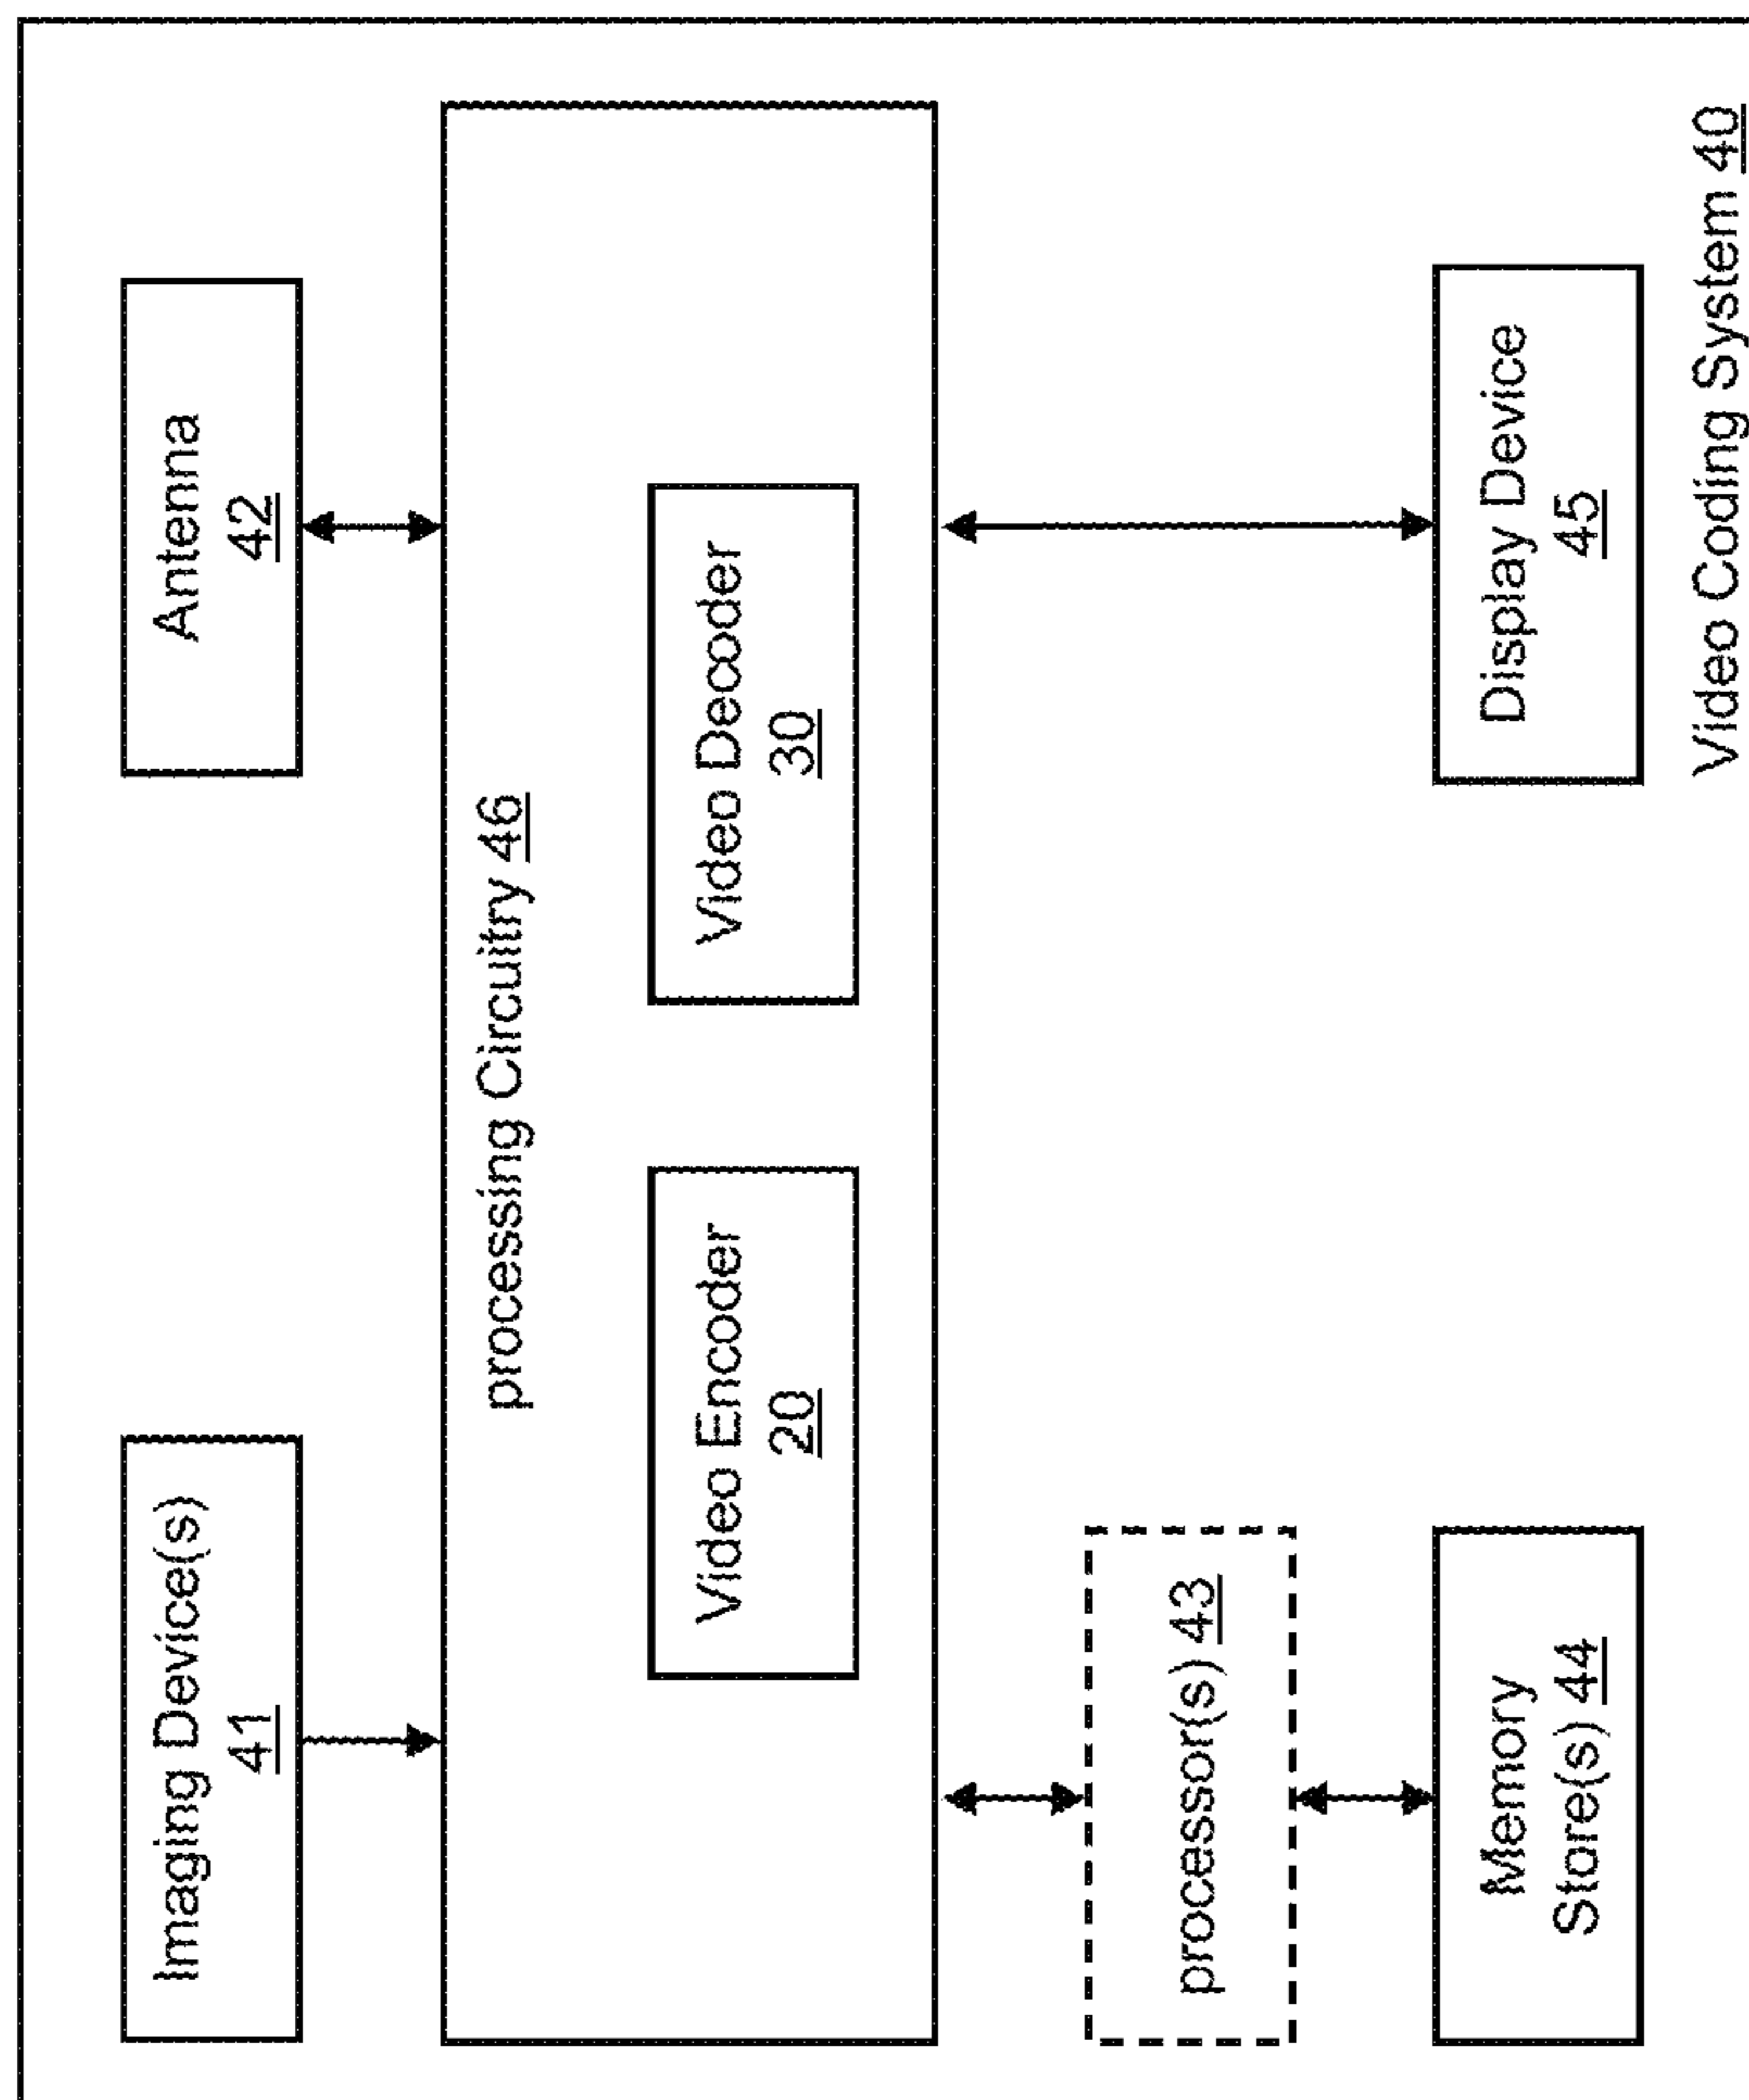 Imaging Device(s)
41
Antenna
42
processing Circuitry 46
Video Encoder
20
Video Decoder
30
processor(s) 43
Memory
Store(s) 44
Display Device
45
Video Coding System 40